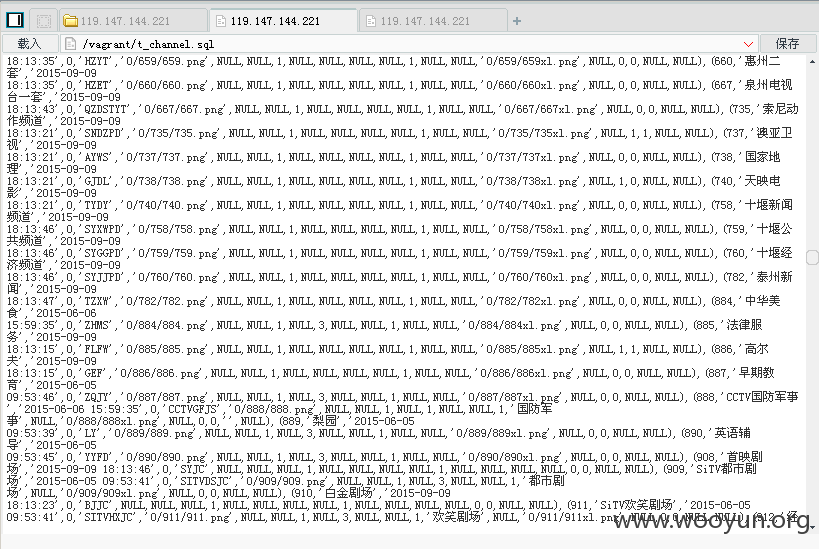 119.147.144.221
119.147.144.221
119.147.144.221
载入
/vagrant/t_channel.sql
保存
18:13:35',0,'HZYT','0/659/659.png',NULL,NULL,1,NULL,NULL,NULL,1,NULL,NULL,'0/659/659xl.png',NULL,0,0,NULL,NULL),(660,'惠州二
套','2015-09-09
18:13:35',0,'HZET','0/660/660.png',NULL,NULL,1,NULL,NULL,NULL,1,NULL,NULL,'0/660/660xl.png',NULL,0,0,NULL,NULL),(667,'泉州电视
台一套','2015-09-09
18:13:43',0,'QZDSTYT','0/667/667.png',NULL,NULL,1,NULL,NULL,NULL,1,NULL,NULL,'0/667/667xl.png',NULL,0,0,NULL,NULL),(735,'索尼动
作频道','2015-09-09
18:13:21',0,'SNDZPD','0/735/735.png',NULL,NULL,1,NULL,NULL,NULL,1,NULL,NULL,'0/735/735xl.png',NULL,1,1,NULL,NULL),(737,'澳亚卫
视','2015-09-09
18:13:21',0,'AYWS','0/737/737.png',NULL,NULL,1,NULL,NULL,NULL,1,NULL,NULL,'0/737/737xl.png',NULL,0,0,NULL,NULL),(738,'国家地
理','2015-09-09
18:13:21',0,'GJDL','0/738/738.png',NULL,NULL,1,NULL,NULL,NULL,1,NULL,NULL,'0/738/738xl.png',NULL,1,0,NULL,NULL),(740,'天映电
影','2015-09-09
18:13:21',0,'TYDY','0/740/740.png',NULL,NULL,1,NULL,NULL,NULL,1,NULL,NULL,'0/740/740xl.png',NULL,0,0,NULL,NULL),(758,'十堰新闻
频道','2015-09-09
18:13:46',0,'SYXWPD','0/758/758.png',NULL,NULL,1,NULL,NULL,NULL,1,NULL,NULL,'0/758/758xl.png',NULL,0,0,NULL,NULL),(759,'十堰公
共频道','2015-09-09
18:13:46',0,'SYGGPD','0/759/759.png',NULL,NULL,1,NULL,NULL,NULL,1,NULL,NULL,'0/759/759xl.png',NULL,0,0,NULL,NULL),(760,'十堰经
济频道','2015-09-09
18:13:46',0,'SYJJPD','0/760/760.png',NULL,NULL,1,NULL,NULL,NULL,1,NULL,NULL,'0/760/760xl.png',NULL,0,0,NULL,NULL),(782,'泰州新
闻','2015-09-09
18:13:47',0,'TZXW','0/782/782.png',NULL,NULL,1,NULL,NULL,NULL,1,NULL,NULL,'0/782/782xl.png',NULL,0,0,NULL,NULL),(884,'中华美
食','2015-06-06
15:59:35',0,'ZHMS','0/884/884.png',NULL,NULL,1,NULL,3,NULL,NULL,1,NULL,NULL,'0/884/884xl.png',NULL,0,0,NULL,NULL),(885,'法律服
务','2015-09-09
18:13:15',0,'FLFW','0/885/885.png',NULL,NULL,1,NULL,NULL,NULL,1,NULL,NULL,'0/885/885xl.png',NULL,1,1,NULL,NULL),(886,'高尔
夫','2015-09-09
18:13:15',0,'GEF','0/886/886.png',NULL,NULL,1,NULL,NULL,NULL,NULL,1,NULL,NULL,'0/886/886xl.png',NULL,0,0,NULL,NULL),(887,'早期教
育','2015-06-05
09:53:46',0,'ZQJY','0/887/887.png',NULL,NULL,1,NULL,3,NULL,NULL,1,NULL,NULL,'0/887/887xl.png',NULL,0,0,NULL,NULL),(888,'CCTV国防军事
','2015-06-06 15:59:35',0,'CCTVGFJS','0/888/888.png',NULL,NULL,1,NULL,1,NULL,NULL,1,'国防军
事',NULL,'0/888/888xl.png',NULL,0,0,'',NULL),(889,'梨园','2015-06-05
09:53:39',0,'LY','0/889/889.png',NULL,NULL,1,NULL,3,NULL,NULL,1,NULL,NULL,'0/889/889xl.png',NULL,0,0,NULL,NULL),(890,'英语辅
导','2015-06-05
09:53:45',0,'YYFD','0/890/890.png',NULL,NULL,1,NULL,3,NULL,NULL,1,NULL,NULL,'0/890/890xl.png',NULL,0,0,NULL,NULL),(908,'首映剧
场','2015-09-09 18:13:46',0,'SYJC',NULL,NULL,NULL,1,NULL,NULL,NULL,NULL,1,NULL,NULL,NULL,NULL,0,0,NULL,NULL),(909,'SiTV都市剧
场','2015-06-05 09:53:41',0,'SITVDSJC','0/909/909.png',NULL,NULL,1,NULL,3,NULL,NULL,1,'都市剧
场',NULL,'0/909/909xl.png',NULL,0,0,NULL,NULL),(910,'白金剧场','2015-09-09
18:13:23',0,'BJJC',NULL,NULL,NULL,1,NULL,NULL,NULL,NULL,1,NULL,NULL,NULL,NULL,0,0,NULL,NULL),(911,'SiTV欢笑剧场','2015-06-05
09:53:41',0,'SITVHXJC','0/911/911.png',NULL,NULL,1,NULL,3,NULL,NULL,1,'欢笑剧场',NULL,'0/911/911xl.png',NULL,0,0,NULL,NULL),(912,'经
www.wooyun.org